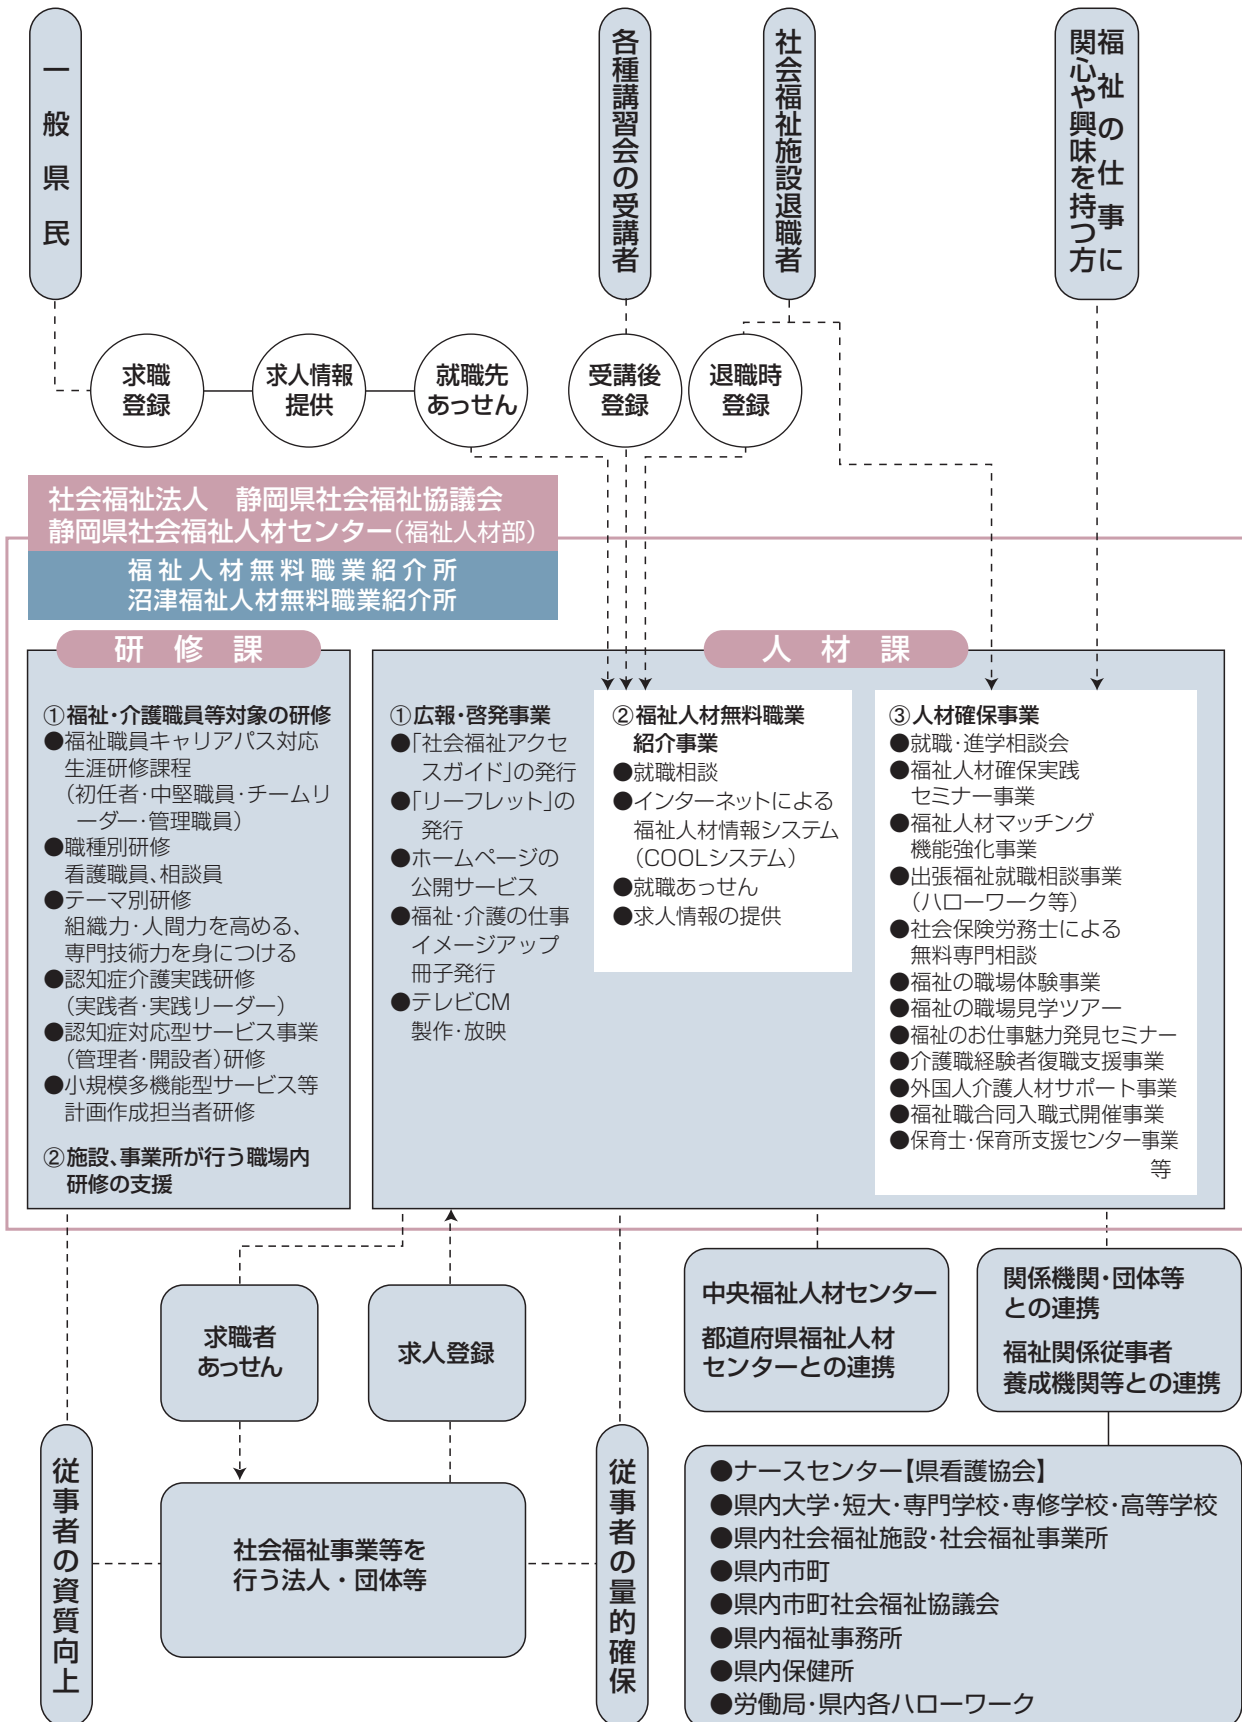 一般県民
各種講習会の受講者
社会福祉施設退職者
福祉の仕事に
関心や興味を持つ方
求職
登録
求人情報
提供
就職先
あっせん
受講後
登録
退職時
登録
社会福祉法人　静岡県社会福祉協議会
静岡県社会福祉人材センター(福祉人材部)
福祉人材無料職業紹介所
沼津福祉人材無料職業紹介所
研修課
①福祉・介護職員等対象の研修
●福祉職員キャリアパス対応
生涯研修課程
(初任者・中堅職員・チームリ
ーダー・管理職員)
●職種別研修
看護職員、相談員
●テーマ別研修
組織力・人間力を高める、
専門技術力を身につける
●認知症介護実践研修
(実践者・実践リーダー)
●認知症対応型サービス事業
(管理者・開設者)研修
●小規模多機能型サービス等
計画作成担当者研修
②施設、事業所が行う職場内
研修の支援
人材課
①広報・啓発事業
●「社会福祉アクセ
スガイド」の発行
●「リーフレット」の
発行
●ホームページの
公開サービス
●福祉・介護の仕事
イメージアップ
冊子発行
●テレビCM
製作・放映
②福祉人材無料職業
紹介事業
●就職相談
●インターネットによる
福祉人材情報システム
(COOLシステム)
●就職あっせん
●求人情報の提供
③人材確保事業
●就職・進学相談会
●福祉人材確保実践
セミナー事業
●福祉人材マッチング
機能強化事業
●出張福祉就職相談事業
(ハローワーク等)
●社会保険労務士による
無料専門相談
●福祉の職場体験事業
●福祉の職場見学ツアー
●福祉のお仕事魅力発見セミナー
●介護職経験者復職支援事業
●外国人介護人材サポート事業
●福祉職合同入職式開催事業
●保育士・保育所支援センター事業
等
求職者
あっせん
求人登録
中央福祉人材センター
都道府県福祉人材
センターとの連携
関係機関・団体等
との連携
福祉関係従事者
養成機関等との連携
従事者の資質向上
社会福祉事業等を
行う法人・団体等
従事者の量的確保
●ナースセンター【県看護協会】
●県内大学・短大・専門学校・専修学校・高等学校
●県内社会福祉施設・社会福祉事業所
●県内市町
●県内市町社会福祉協議会
●県内福祉事務所
●県内保健所
●労働局・県内各ハローワーク